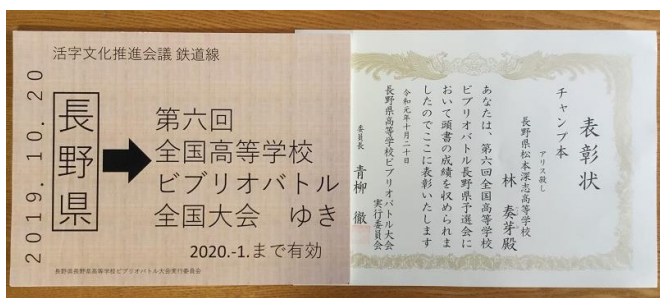 活字文化推進会議 鉄道線
2019.10.20
長野県
第六回
全国高等学校
ビブリオバトル
全国大会 ゆき
2020.-1.まで有効
長野県長野県高等学校ビブリオバトル大会実行委員会
表彰状
チャンプ本
アリス殺し
長野県松本深志高等学校
林 奏芽殿
あなたは、第六回全国高等学校
ビブリオバトル長野県予選会に
おいて頭書の成績を収められま
したのでここに表彰いたします
令和元年十月二十日
長野県高等学校ビブリオバトル大会
実行委員会
委員長 青柳 徹